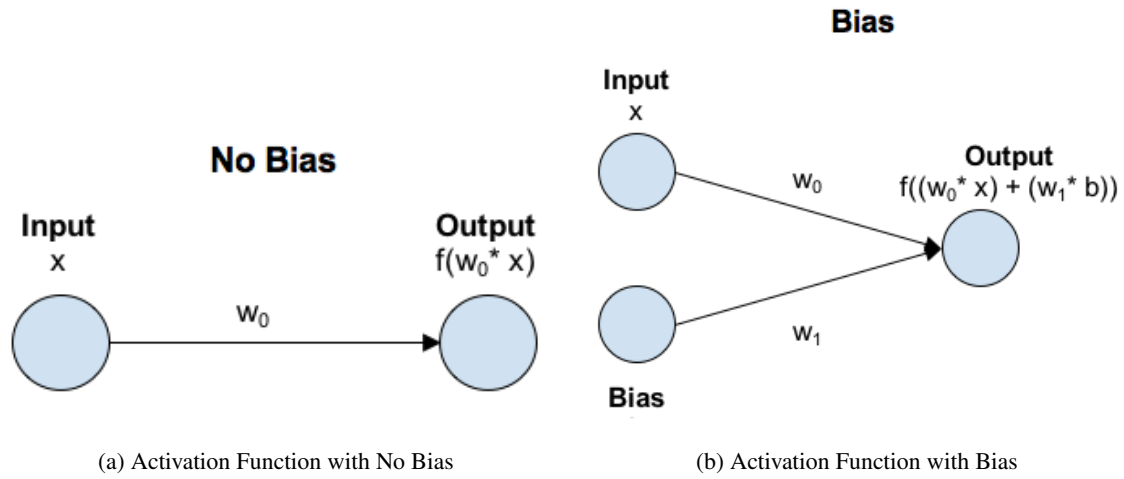 No Bias
Input
x
w₀
Output
f(w₀* x)
(a) Activation Function with No Bias
Bias
Input
x
w₀
Output
f((w₀* x) + (w₁* b))
w₁
Bias
(b) Activation Function with Bias